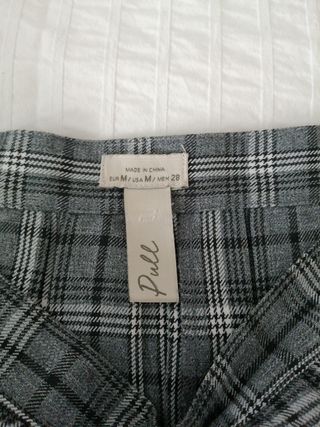 MADE IN CHINA
EUR M / USA M / MEX 28
Pull